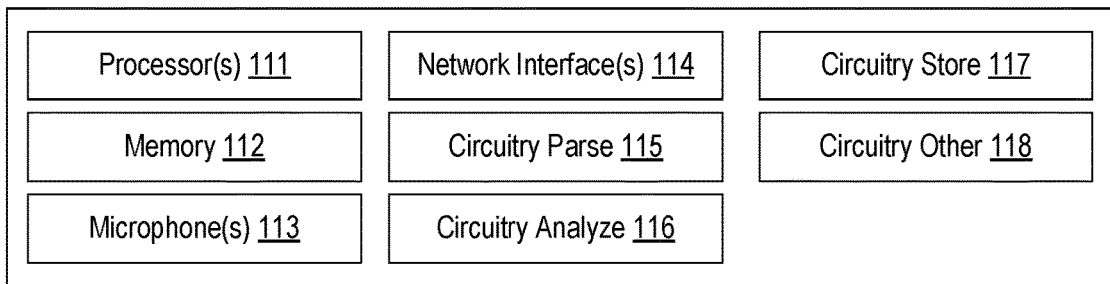 Processor(s) 111
Memory 112
Microphone(s) 113
Network Interface(s) 114
Circuitry Parse 115
Circuitry Analyze 116
Circuitry Store 117
Circuitry Other 118